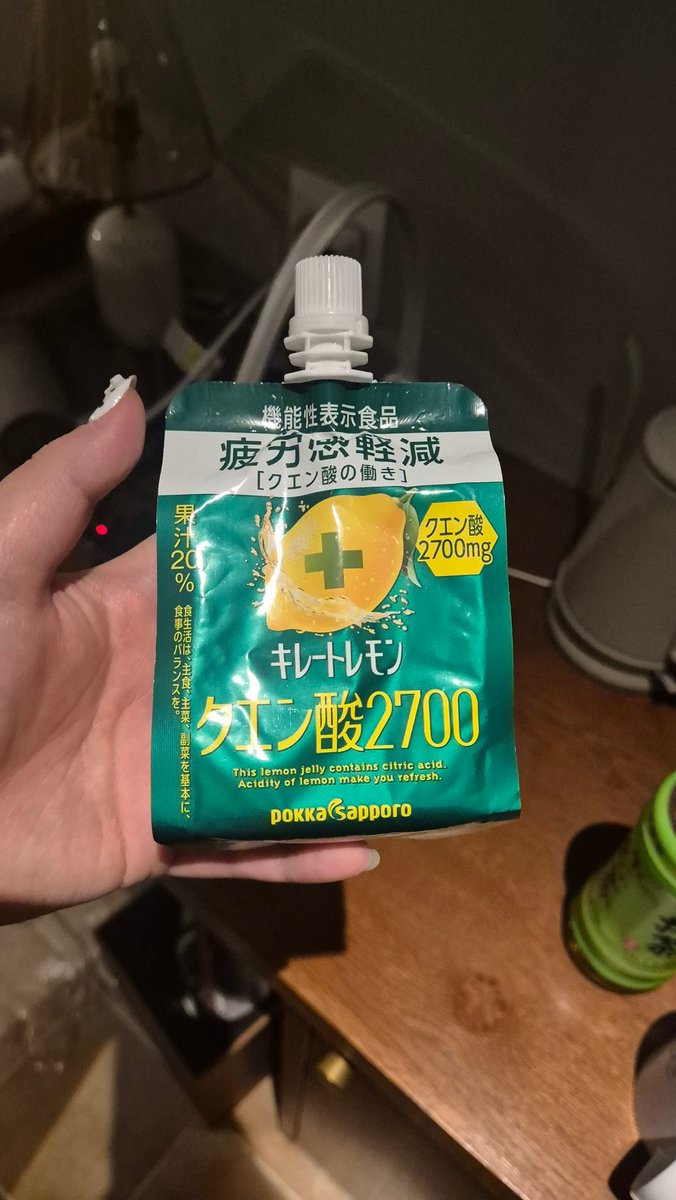 機能性表示食品
疲労感軽減
[クエン酸の働き]
クエン酸
2700mg
果汁20%
食生活は、主食、主菜、副菜を基本に、
食事のバランスを。
キレートレモン
クエン酸2700
This lemon jelly contains citric acid.
Acidity of lemon make you refresh.
pokka sapporo